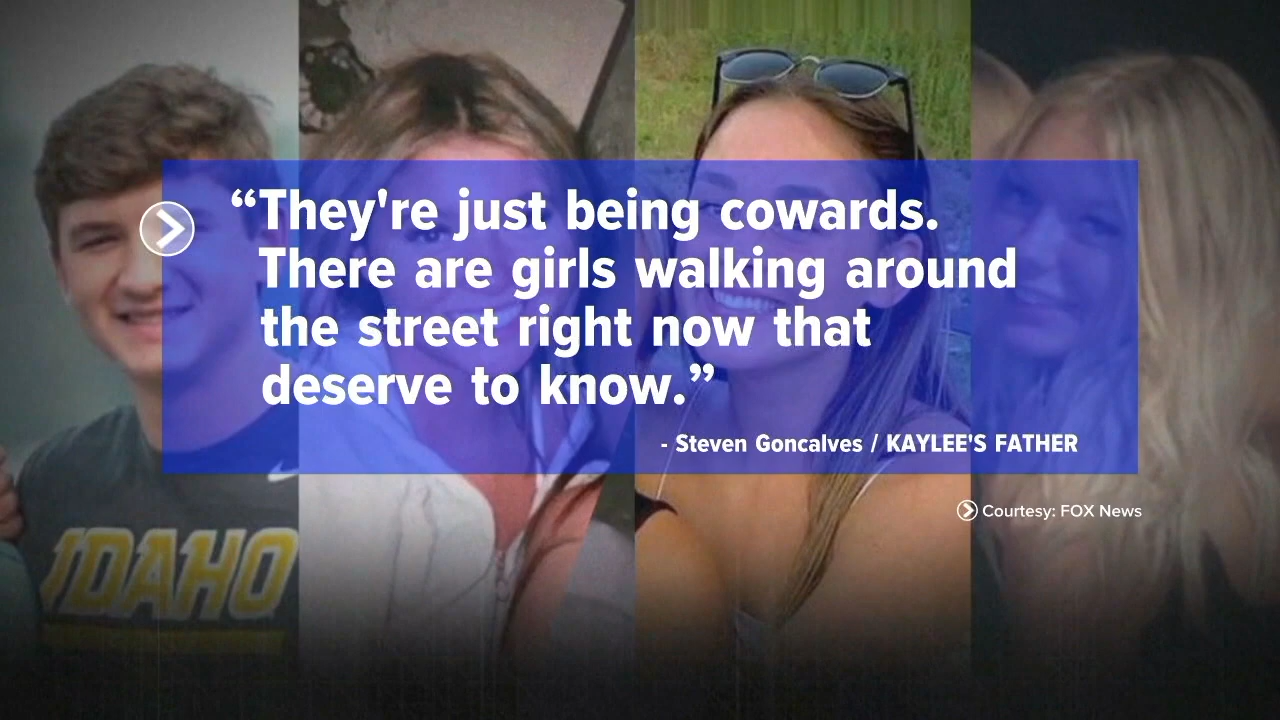 “They're just being cowards.
There are girls walking around
the street right now that
deserve to know.”
- Steven Goncalves / KAYLEE'S FATHER
Courtesy: FOX News
IDAHO